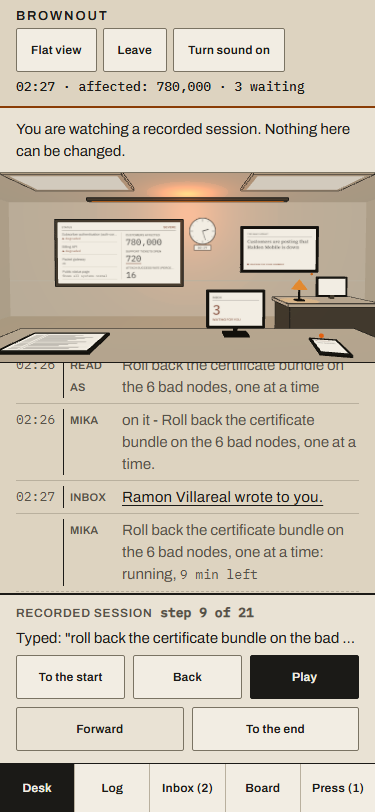 BROWNOUT
Flat view
Leave
Turn sound on
02:27 · affected: 780,000 · 3 waiting
You are watching a recorded session. Nothing here
can be changed.
780,000
720
16
Customers are posting that
3
02:26 READ AS Roll back the certificate bundle on
the 6 bad nodes, one at a time
02:26 MIKA on it - Roll back the certificate
bundle on the 6 bad nodes, one at a
time.
02:27 INBOX Ramon Villareal wrote to you.
MIKA Roll back the certificate bundle on
the 6 bad nodes, one at a time:
running, 9 min left
RECORDED SESSION step 9 of 21
Typed: "roll back the certificate bundle on the bad ...
To the start
Back
Play
Forward
To the end
Desk
Log
Inbox (2)
Board
Press (1)